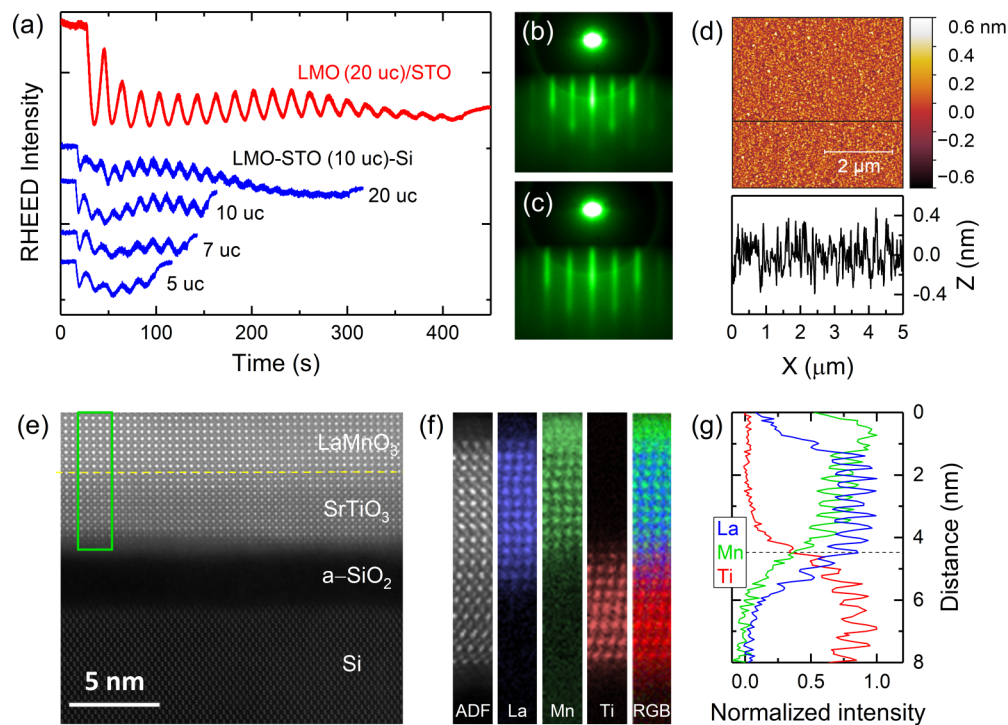 (a)
RHEED Intensity
LMO (20 uc)/STO
LMO-STO (10 uc)-Si
20 uc
10 uc
7 uc
5 uc
0 100 200 300 400
Time (s)
(b)
(c)
(d)
2 μm
0.6 nm
0.4
0.2
0.0
−0.2
−0.4
−0.6
0.4
0.0
-0.4
Z (nm)
0 1 2 3 4 5
X (μm)
(e)
LaMnO₃
SrTiO₃
a–SiO₂
Si
5 nm
(f)
ADF La Mn Ti RGB
(g)
La
Mn
Ti
0
2
4
6
8
Distance (nm)
0.0 0.5 1.0
Normalized intensity